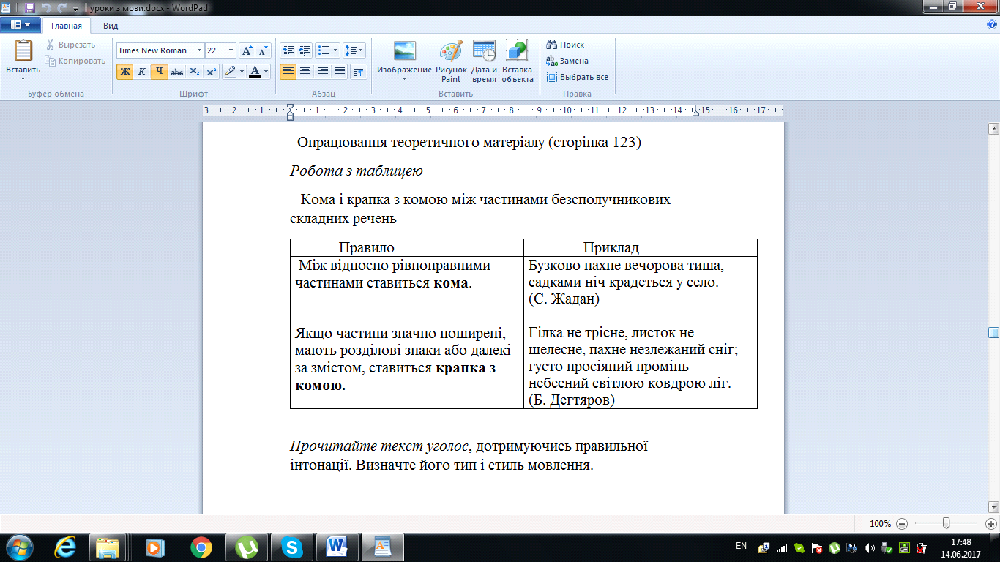 уроки з мови.docx - WordPad
Главная
Вид
Вставить
Вырезать
Копировать
Буфер обмена
Times New Roman
22
Ж К Ч abc X₂ X²
Шрифт
Абзац
Изображение
Рисунок Paint
Дата и время
Вставка объекта
Вставить
Поиск
Замена
Выбрать все
Правка
3 2 1 1 2 3 4 5 6 7 8 9 10 11 12 13 14 15 16 17
Опрацювання теоретичного матеріалу (сторінка 123)
Робота з таблицею
Кома і крапка з комою між частинами безсполучникових
складних речень
Правило
Приклад
Між відносно рівноправними
частинами ставиться кома.
Бузково пахне вечорова тиша,
садками ніч крадеться у село.
(С. Жадан)
Якщо частини значно поширені,
мають розділові знаки або далекі
за змістом, ставиться крапка з
комою.
Гілка не трісне, листок не
шелесне, пахне незлежаний сніг;
густо просіяний промінь
небесний світлою ковдрою ліг.
(Б. Дегтяров)
Прочитайте текст уголос, дотримуючись правильної
інтонації. Визначте його тип і стиль мовлення.
100%
EN
17:48
14.06.2017